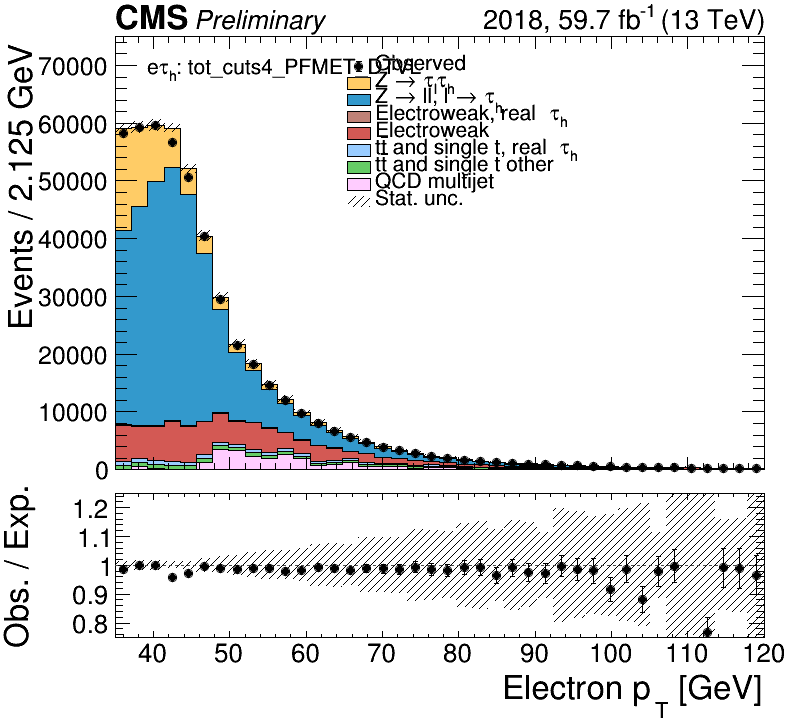 CMS Preliminary 2018, 59.7 fb⁻¹ (13 TeV)
Events / 2.125 GeV
eτh: tot_cuts4_PFMET
Observed
Z → τlτh
Z → ll, l → τh
Electroweak, real τh
Electroweak
tt and single t, real τh
tt and single t other
QCD multijet
Stat. unc.
70000
60000
50000
40000
30000
20000
10000
0
Obs. / Exp.
1.2
1.1
1
0.9
0.8
40 50 60 70 80 90 100 110 120
Electron pT [GeV]